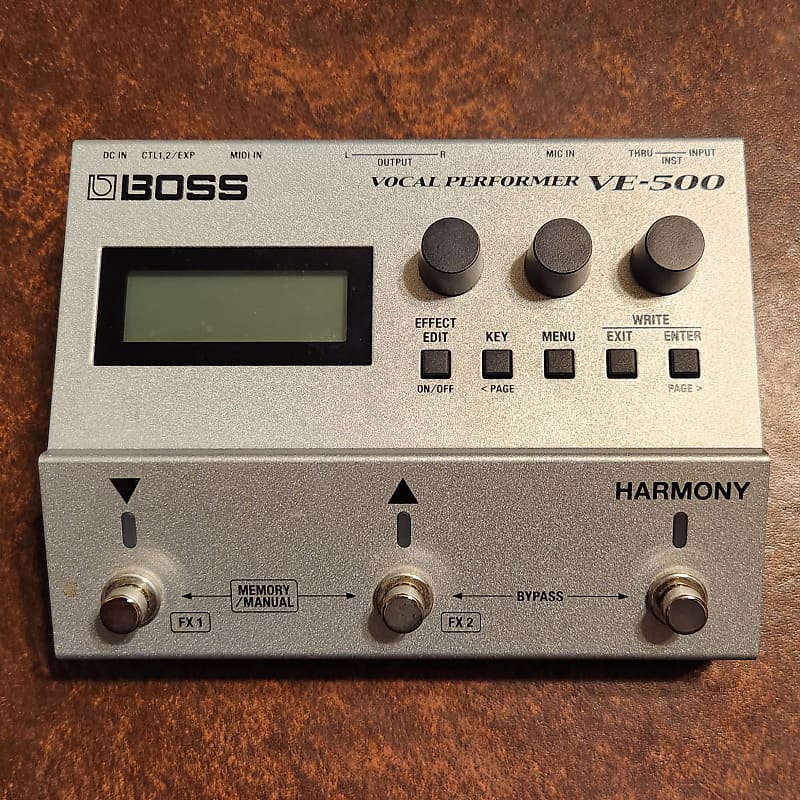 DC IN CTL1,2/EXP MIDI IN L OUTPUT R MIC IN THRU INST INPUT
BOSS
VOCAL PERFORMER VE-500
EFFECT EDIT KEY MENU WRITE EXIT ENTER
ON/OFF < PAGE PAGE >
▼ ▲ HARMONY
MEMORY /MANUAL BYPASS
FX 1 FX 2